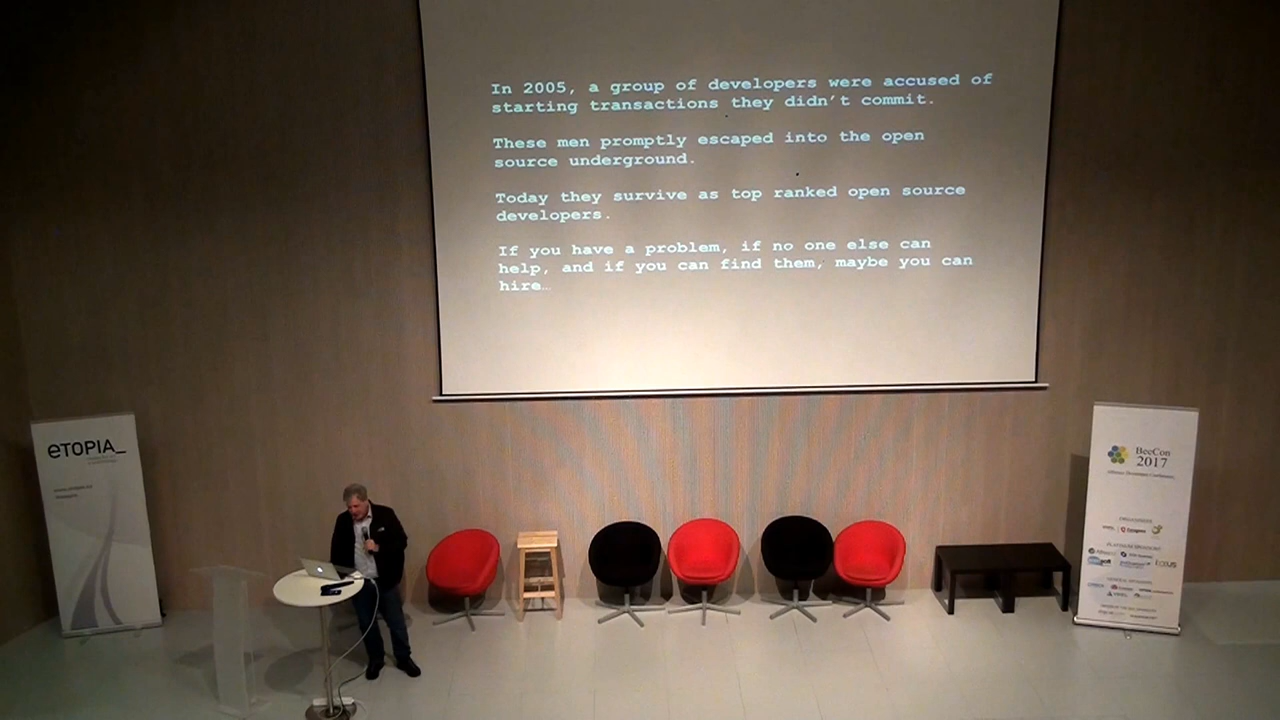 In 2005, a group of developers were accused of
starting transactions they didn't commit.
These men promptly escaped into the open
source underground.
Today they survive as top ranked open source
developers.
If you have a problem, if no one else can
help, and if you can find them, maybe you can
hire…
eTOPIA_
BeeCon
2017